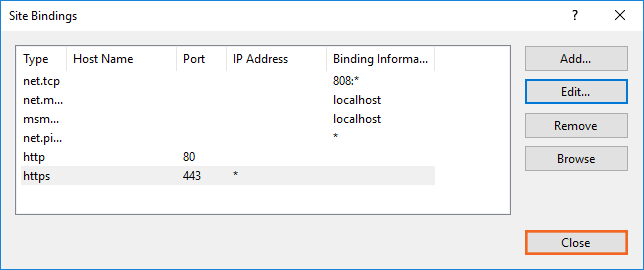 Site Bindings ? ×
Type Host Name Port IP Address Binding Informa...
net.tcp 808:*
net.m... localhost
msm... localhost
net.pi... *
http 80
https 443 *
Add...
Edit...
Remove
Browse
Close